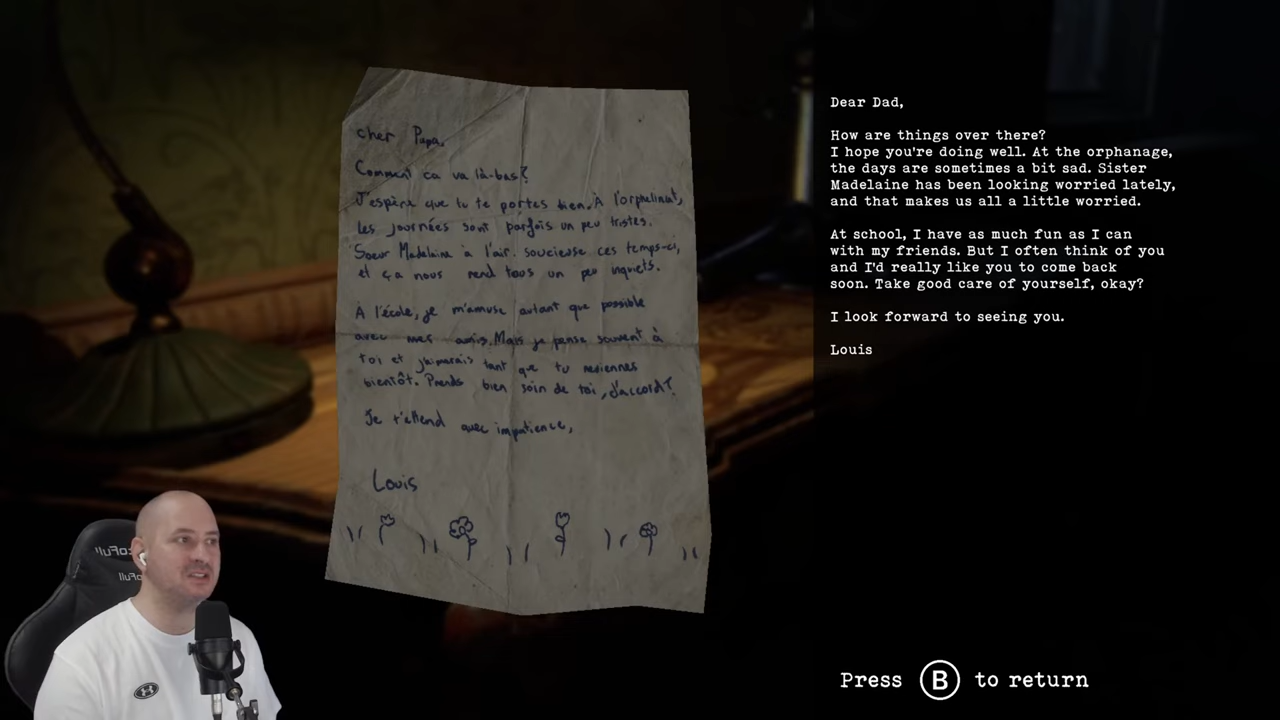 cher Papa,
Comment ca va là-bas?
J'espère que tu te portes bien. À l'orphelinat,
les journées sont parfois un peu tristes.
Soeur Madelaine à l'air soucieuse ces temps-ci,
et ça nous rend tous un peu inquiets.
À l'école, je m'amuse autant que possible
avec mes amis. Mais je pense souvent à
toi et j'aimerais tant que tu reviennes
bientôt. Prends bien soin de toi, d'accord?
Je t'attend avec impatience,
Louis
Dear Dad,
How are things over there?
I hope you're doing well. At the orphanage,
the days are sometimes a bit sad. Sister
Madelaine has been looking worried lately,
and that makes us all a little worried.
At school, I have as much fun as I can
with my friends. But I often think of you
and I'd really like you to come back
soon. Take good care of yourself, okay?
I look forward to seeing you.
Louis
Press B to return